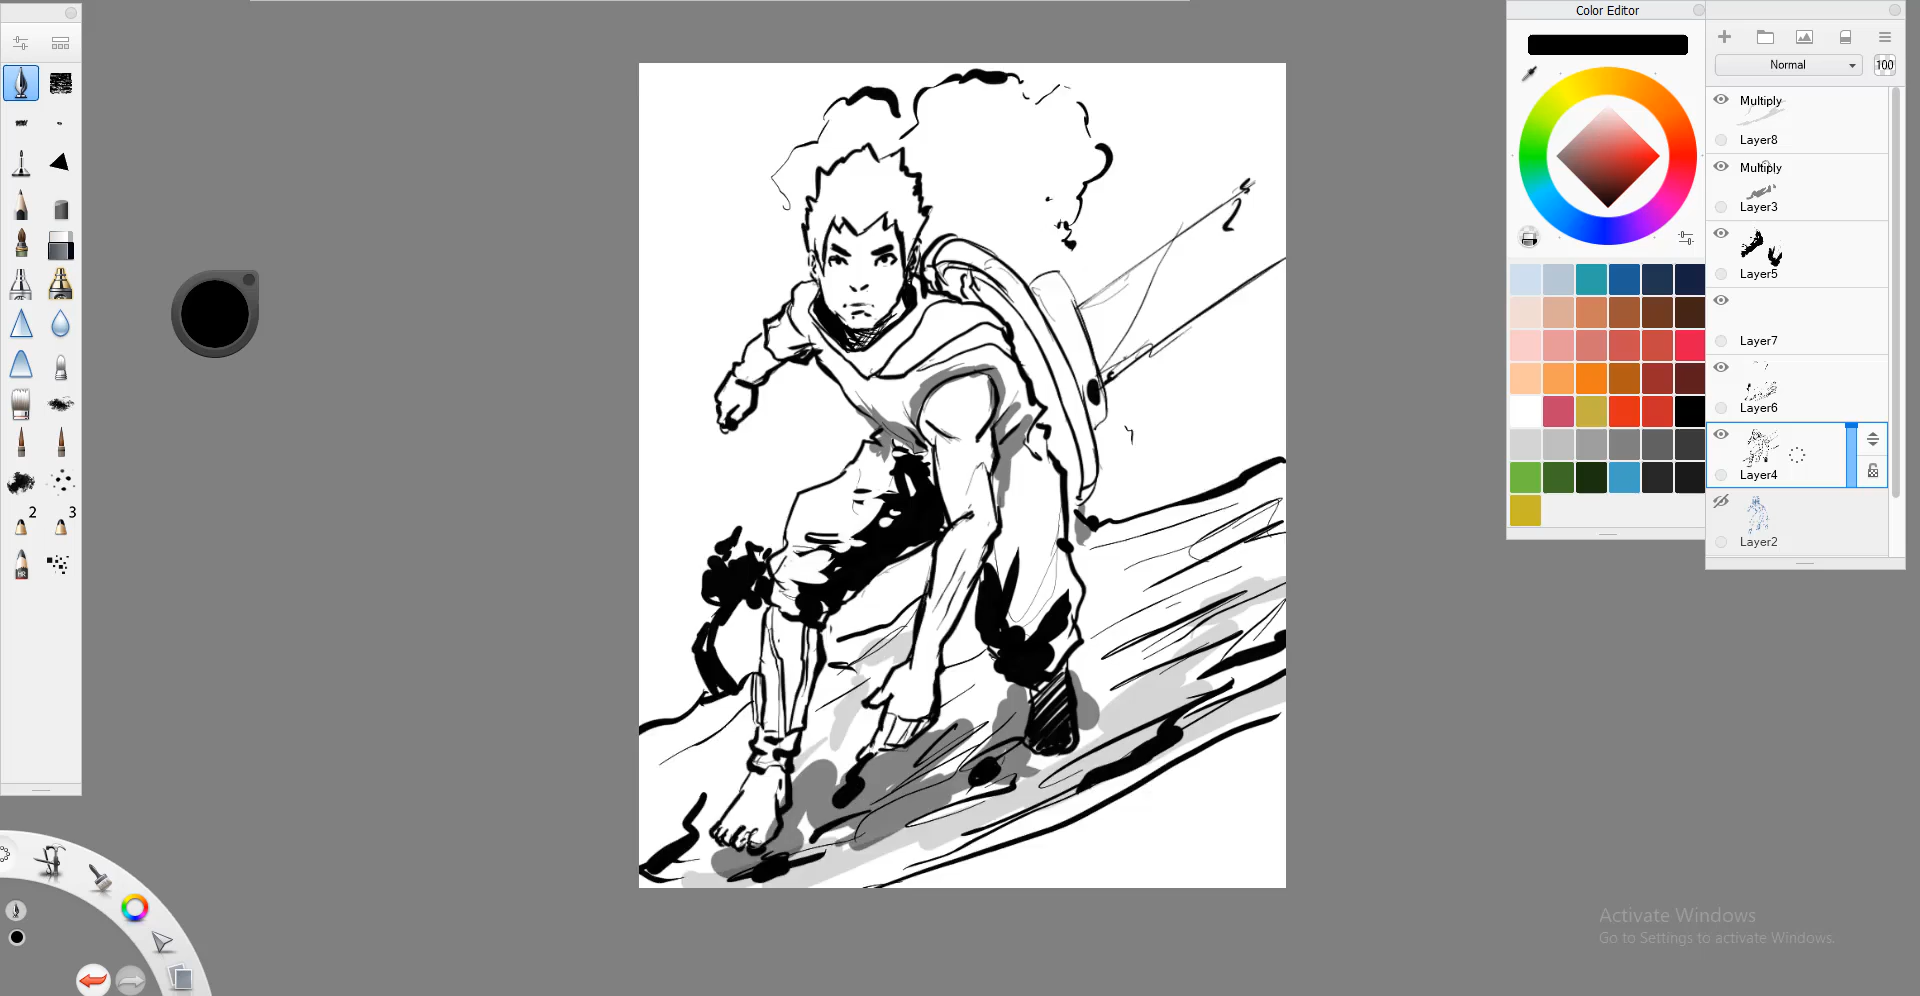 Color Editor
Normal
100
Multiply
Layer8
Multiply
Layer3
Layer5
Layer7
Layer6
Layer4
Layer2
2
3
Activate Windows
Go to Settings to activate Windows.